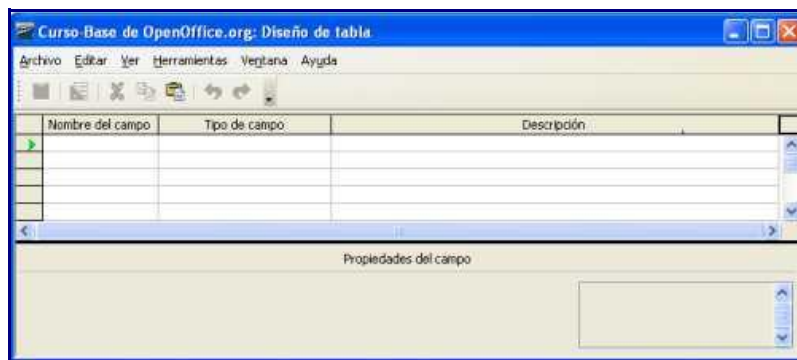 Curso-Base de OpenOffice.org: Diseño de tabla
Archivo Editar Ver Herramientas Ventana Ayuda
Nombre del campo Tipo de campo Descripción
Propiedades del campo